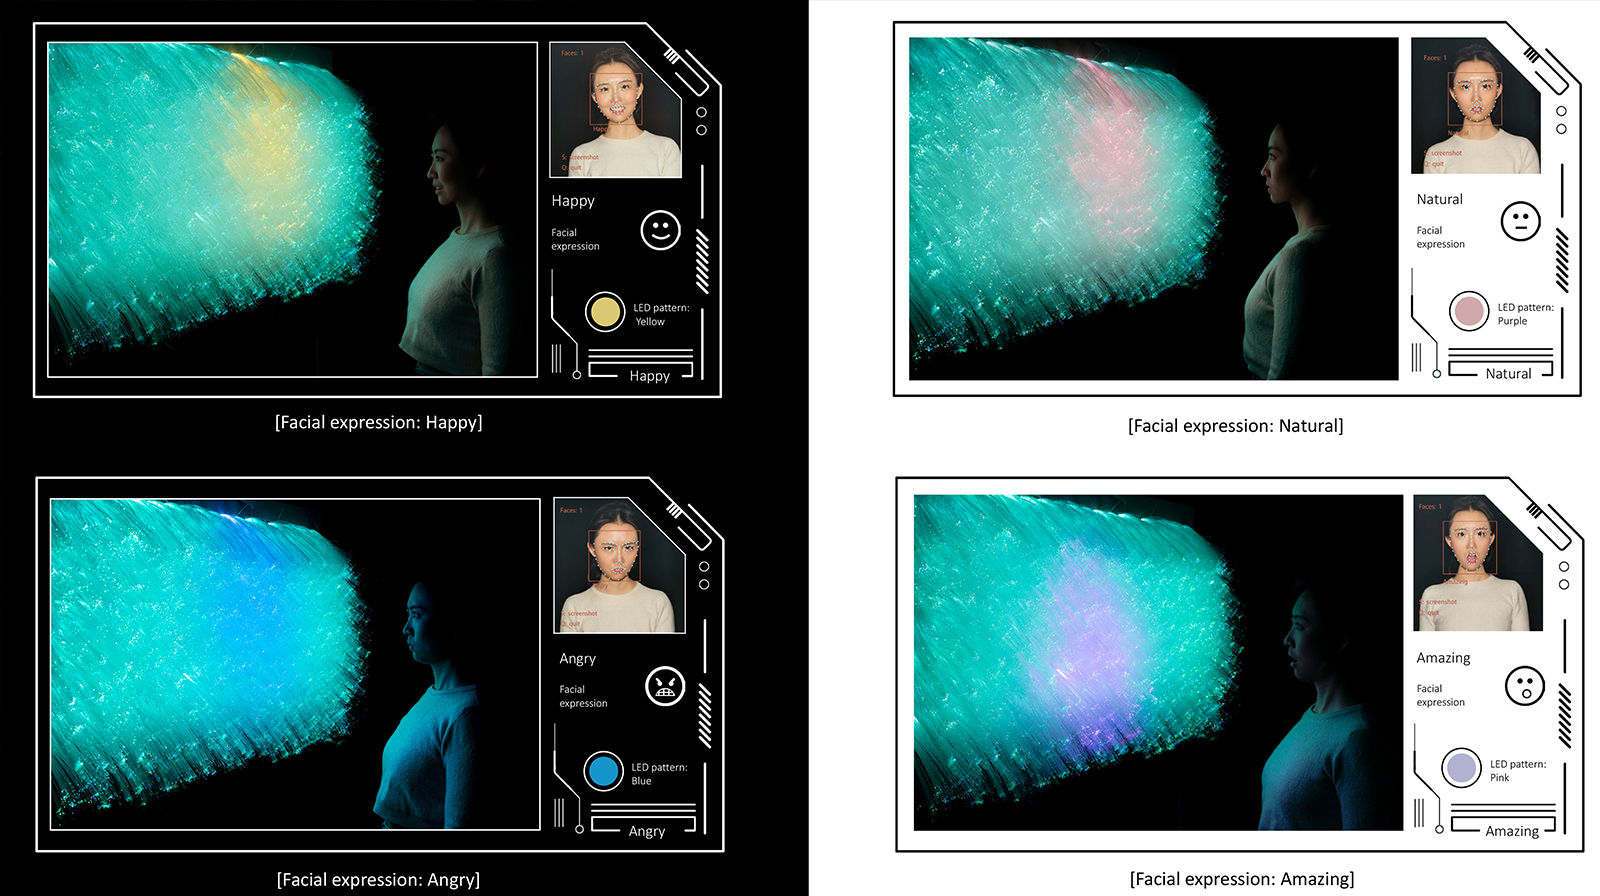 Faces: 1
Happy
S: screenshot
Q: quit
Happy
Facial
expression
LED pattern:
Yellow
Happy
[Facial expression: Happy]
Faces: 1
Natural
S: screenshot
Q: quit
Natural
Facial
expression
LED pattern:
Purple
Natural
[Facial expression: Natural]
Faces: 1
screenshot
Q: quit
Angry
Facial
expression
LED pattern:
Blue
Angry
[Facial expression: Angry]
Faces: 1
Amazing
S: screenshot
Q: quit
Amazing
Facial
expression
LED pattern:
Pink
Amazing
[Facial expression: Amazing]